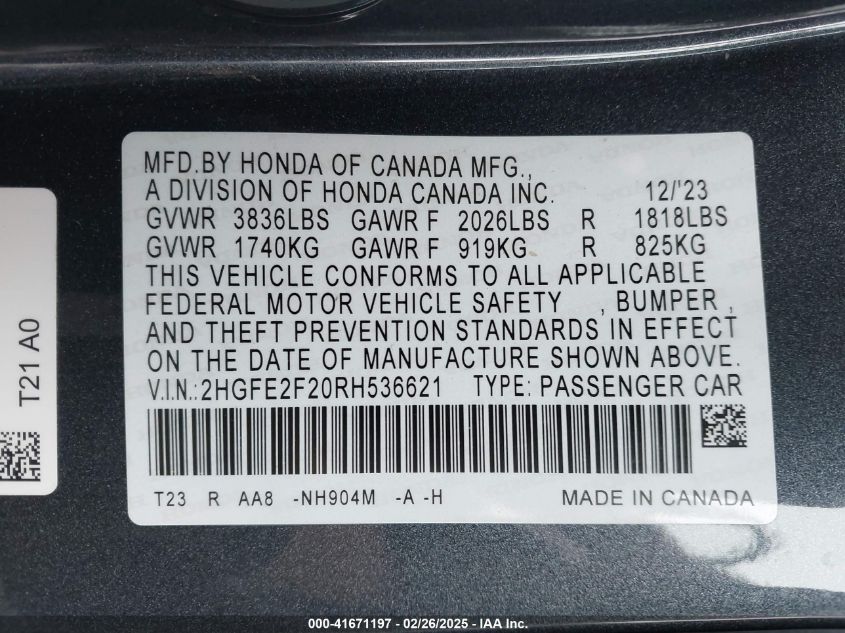 MFD.BY HONDA OF CANADA MFG.,
A DIVISION OF HONDA CANADA INC. 12/'23
GVWR 3836LBS GAWR F 2026LBS R 1818LBS
GVWR 1740KG GAWR F 919KG R 825KG
THIS VEHICLE CONFORMS TO ALL APPLICABLE
FEDERAL MOTOR VEHICLE SAFETY , BUMPER ,
AND THEFT PREVENTION STANDARDS IN EFFECT
ON THE DATE OF MANUFACTURE SHOWN ABOVE.
V.I.N.:2HGFE2F20RH536621 TYPE: PASSENGER CAR
T23 R AA8 -NH904M -A -H MADE IN CANADA
T21 A0
000-41671197 - 02/26/2025 - IAA Inc.